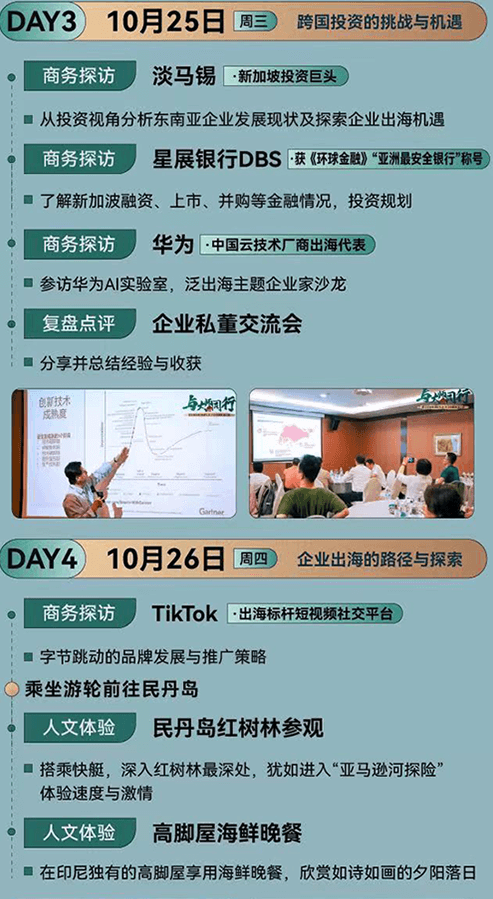 DAY3 10月25日 周三 跨国投资的挑战与机遇
商务探访 淡马锡 ·新加坡投资巨头
从投资视角分析东南亚企业发展现状及探索企业出海机遇
商务探访 星展银行DBS ·获《环球金融》“亚洲最安全银行”称号
了解新加坡融资、上市、并购等金融情况，投资规划
商务探访 华为 ·中国云技术厂商出海代表
参访华为AI实验室，泛出海主题企业家沙龙
复盘点评 企业私董交流会
分享并总结经验与收获
创新技术
成熟度
与大咖同行
Gartner
DAY4 10月26日 周四 企业出海的路径与探索
商务探访 TikTok ·出海标杆短视频社交平台
字节跳动的品牌发展与推广策略
乘坐游轮前往民丹岛
人文体验 民丹岛红树林参观
搭乘快艇，深入红树林最深处，犹如进入“亚马逊河探险”
体验速度与激情
人文体验 高脚屋海鲜晚餐
在印尼独有的高脚屋享用海鲜晚餐，欣赏如诗如画的夕阳落日